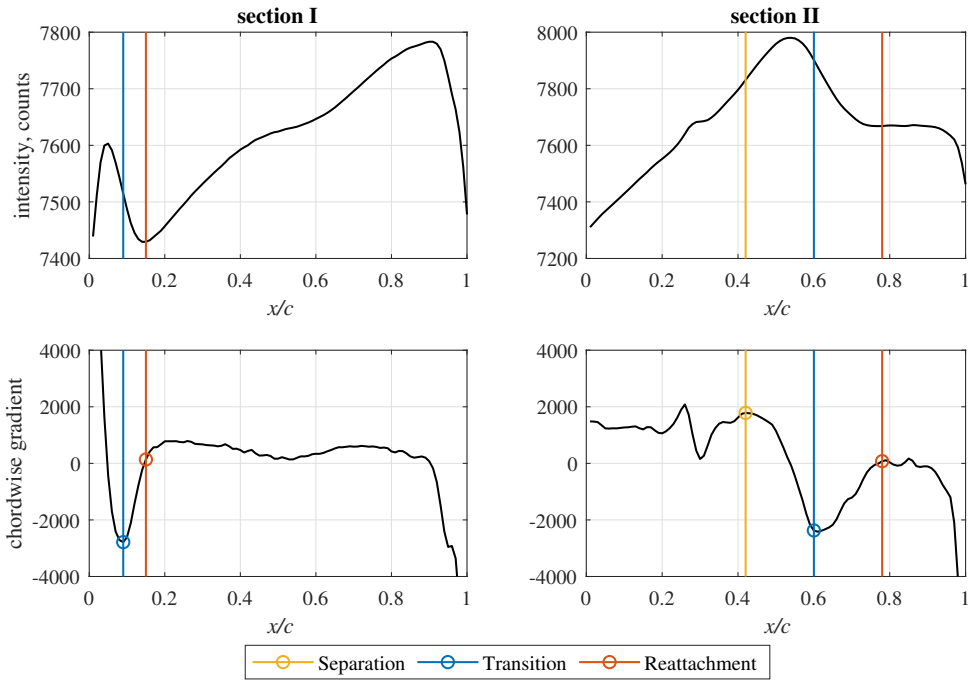 section I
section II
intensity, counts
7800
7700
7600
7500
7400
0 0.2 0.4 0.6 0.8 1
x/c
8000
7800
7600
7400
7200
0 0.2 0.4 0.6 0.8 1
x/c
chordwise gradient
4000
2000
0
-2000
-4000
0 0.2 0.4 0.6 0.8 1
x/c
4000
2000
0
-2000
-4000
0 0.2 0.4 0.6 0.8 1
x/c
Separation Transition Reattachment